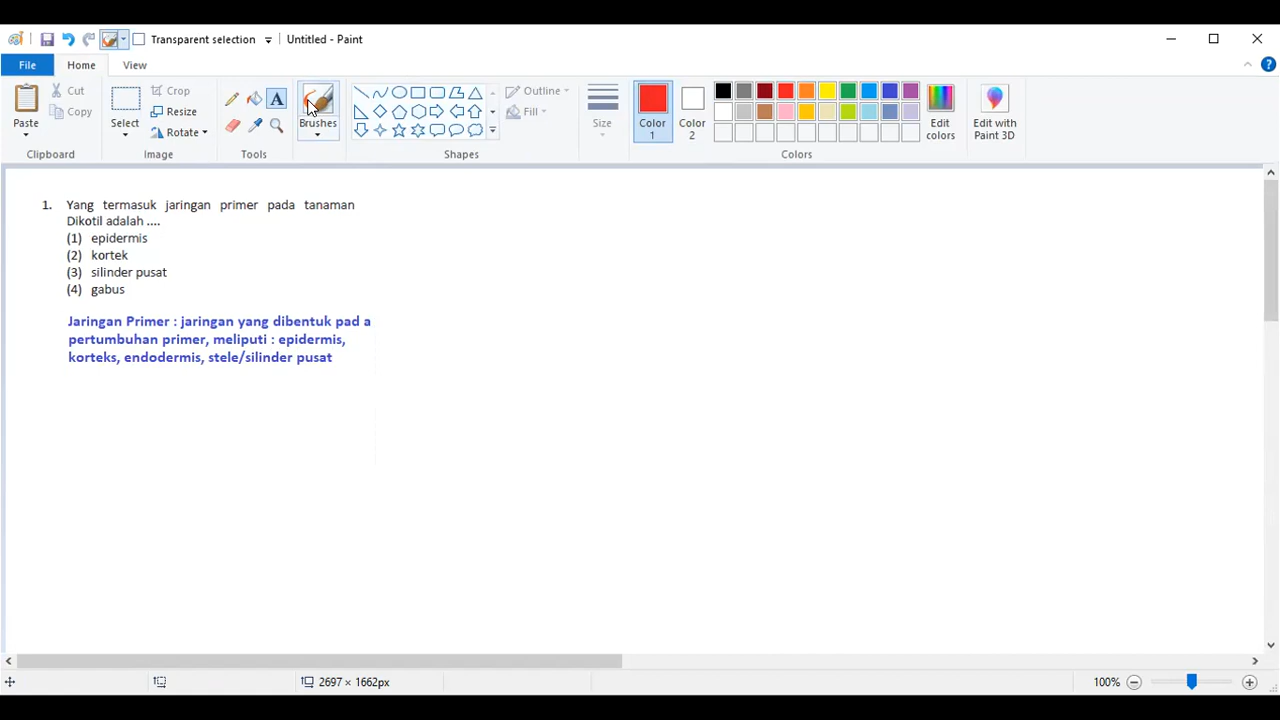 Transparent selection
Untitled - Paint
File
Home
View
Paste
Cut
Copy
Clipboard
Select
Crop
Resize
Rotate
Image
A
Tools
Brushes
Outline
Fill
Shapes
Size
Color 1
Color 2
Edit colors
Colors
Edit with Paint 3D
1. Yang termasuk jaringan primer pada tanaman
Dikotil adalah ....
(1) epidermis
(2) kortek
(3) silinder pusat
(4) gabus
Jaringan Primer : jaringan yang dibentuk pad a
pertumbuhan primer, meliputi : epidermis,
korteks, endodermis, stele/silinder pusat
2697 × 1662px
100%